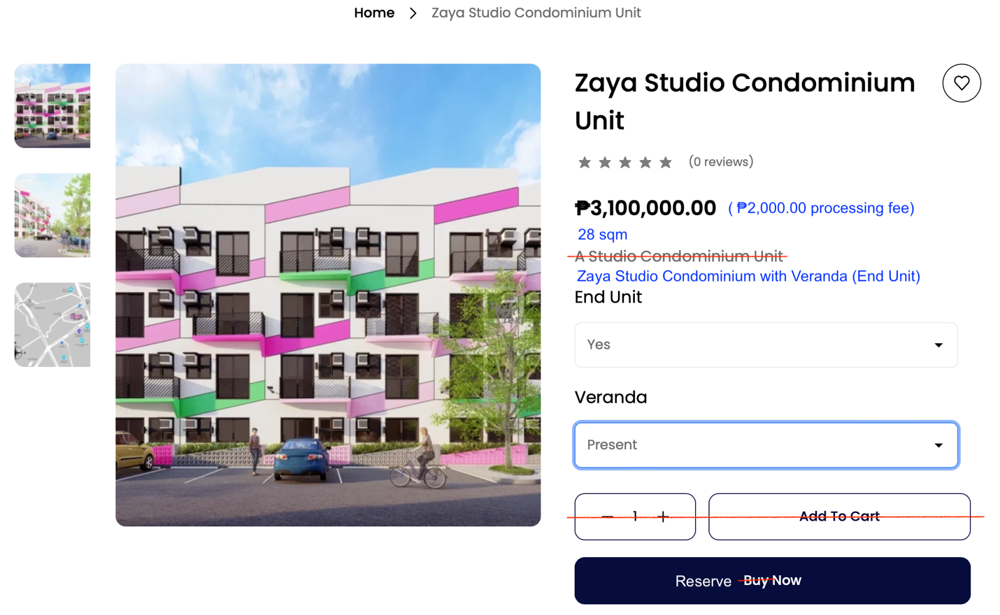 Home > Zaya Studio Condominium Unit
Zaya Studio Condominium
Unit
(0 reviews)
₱3,100,000.00 ( ₱2,000.00 processing fee)
28 sqm
A Studio Condominium Unit
Zaya Studio Condominium with Veranda (End Unit)
End Unit
Yes
Veranda
Present
− 1 + Add To Cart
Reserve Buy Now